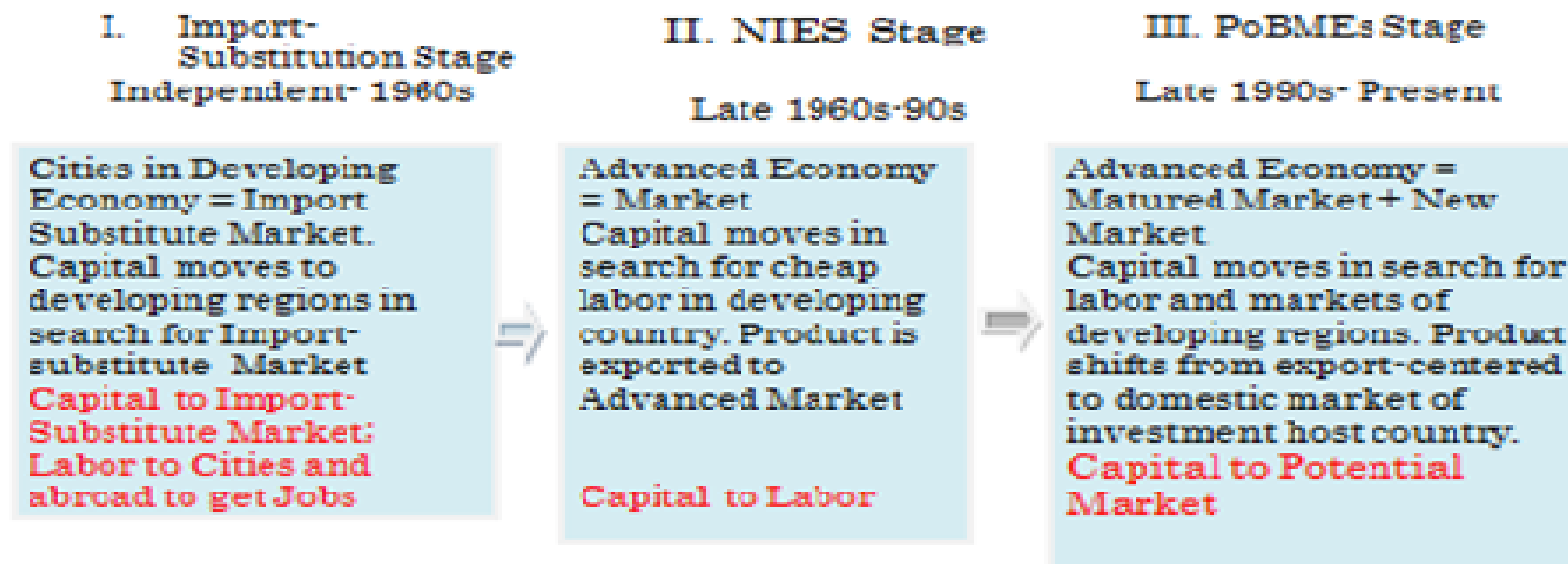 I. Import-
Substitution Stage
Independent- 1960s
Cities in Developing
Economy = Import
Substitute Market.
Capital moves to
developing regions in
search for Import-
substitute Market
Capital to Import-
Substitute Market;
Labor to Cities and
abroad to get Jobs
II. NIES Stage
Late 1960s-90s
Advanced Economy
= Market
Capital moves in
search for cheap
labor in developing
country. Product is
exported to
Advanced Market
Capital to Labor
III. PoBMEs Stage
Late 1990s- Present
Advanced Economy =
Matured Market + New
Market
Capital moves in search for
labor and markets of
developing regions. Product
shifts from export-centered
to domestic market of
investment host country.
Capital to Potential
Market